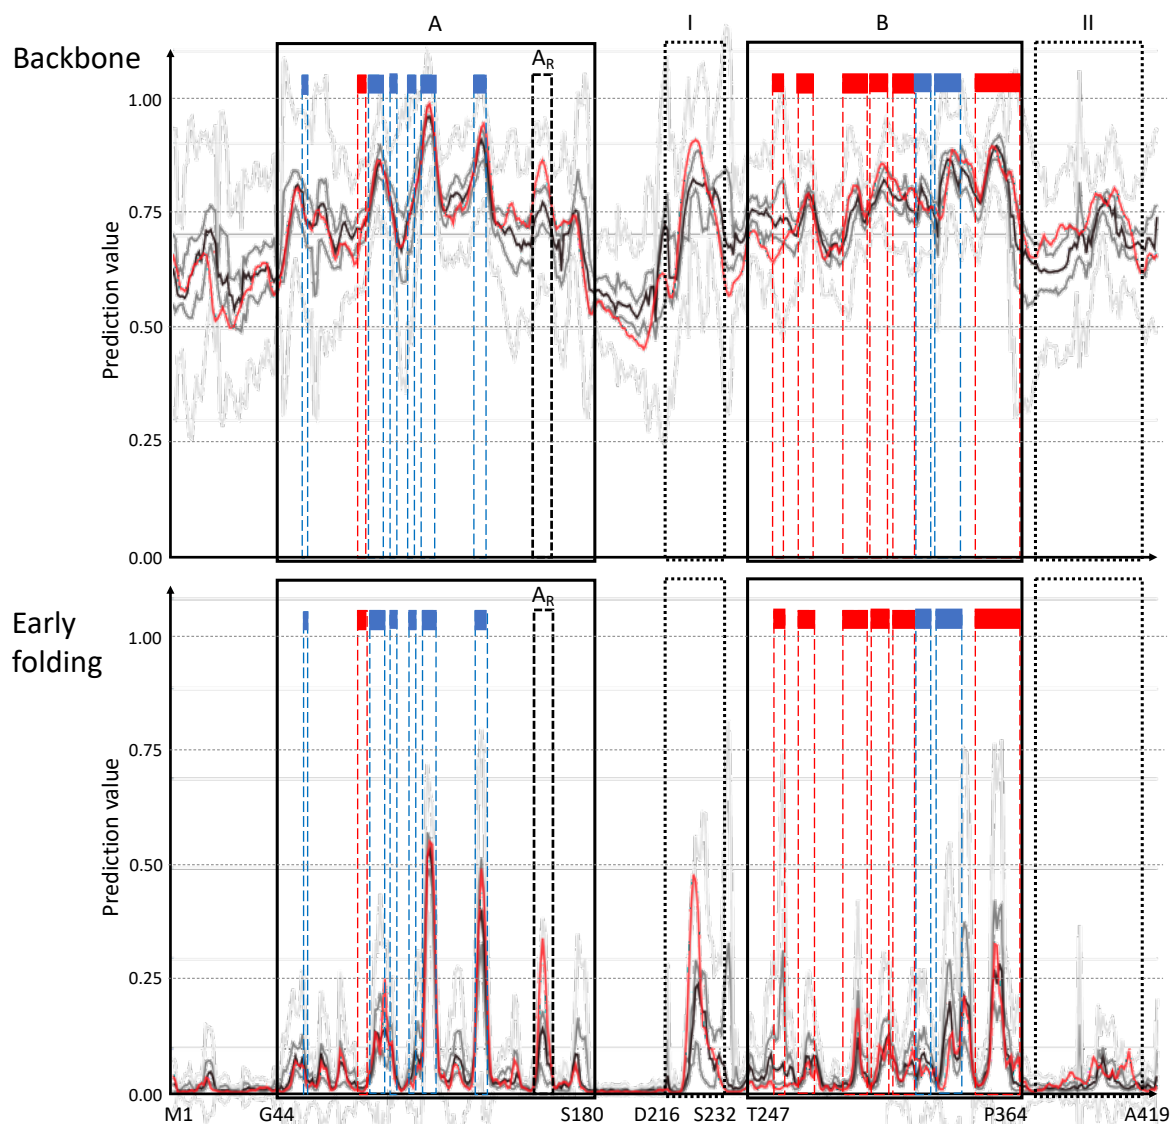 A I B II
Backbone
A_R
1.00
0.75
0.50
0.25
0.00
Prediction value
Early
folding
A_R
1.00
0.75
0.50
0.25
0.00
Prediction value
M1 G44 S180 D216 S232 T247 P364 A419